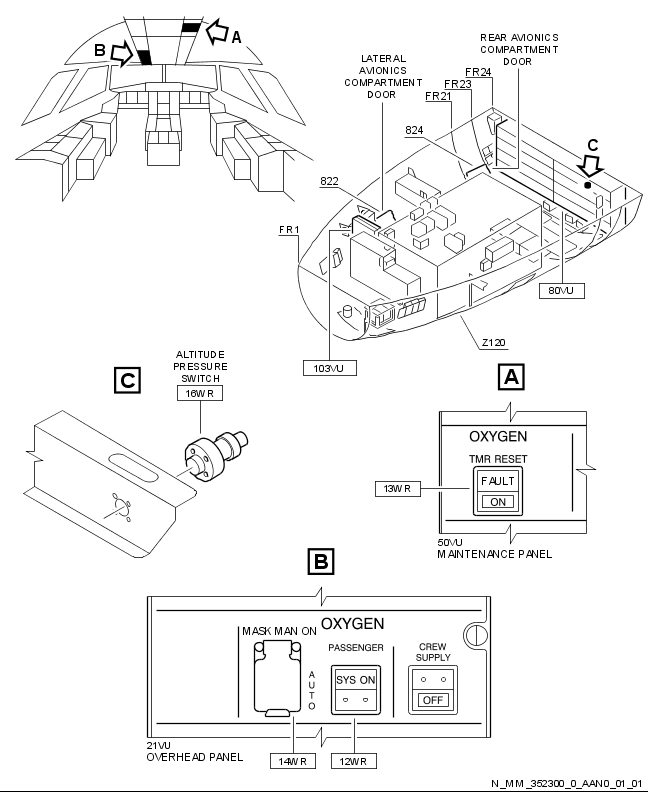 B
A
REAR AVIONICS
COMPARTMENT
DOOR
LATERAL
AVIONICS
COMPARTMENT
DOOR
FR24
FR23
FR21
824
C
822
FR1
80VU
Z120
103VU
C
ALTITUDE
PRESSURE
SWITCH
16WR
A
OXYGEN
TMR RESET
FAULT
ON
13WR
50VU
MAINTENANCE PANEL
B
OXYGEN
MASK MAN ON
PASSENGER
CREW
SUPPLY
AUTO
SYS ON
OFF
21VU
OVERHEAD PANEL
14WR
12WR
N_MM_352300_0_AAN0_01_01